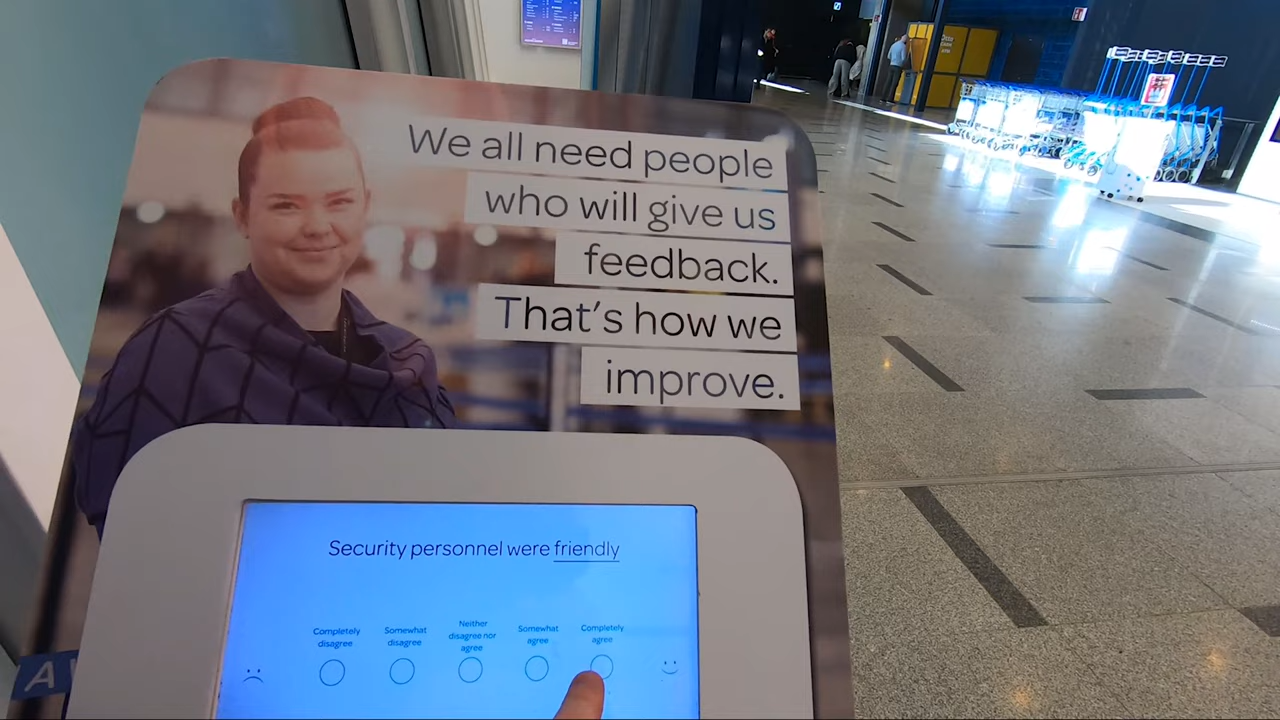 We all need people
who will give us
feedback.
That's how we
improve.
Security personnel were friendly
Completely
disagree
Somewhat
disagree
Neither
disagree nor
agree
Somewhat
agree
Completely
agree